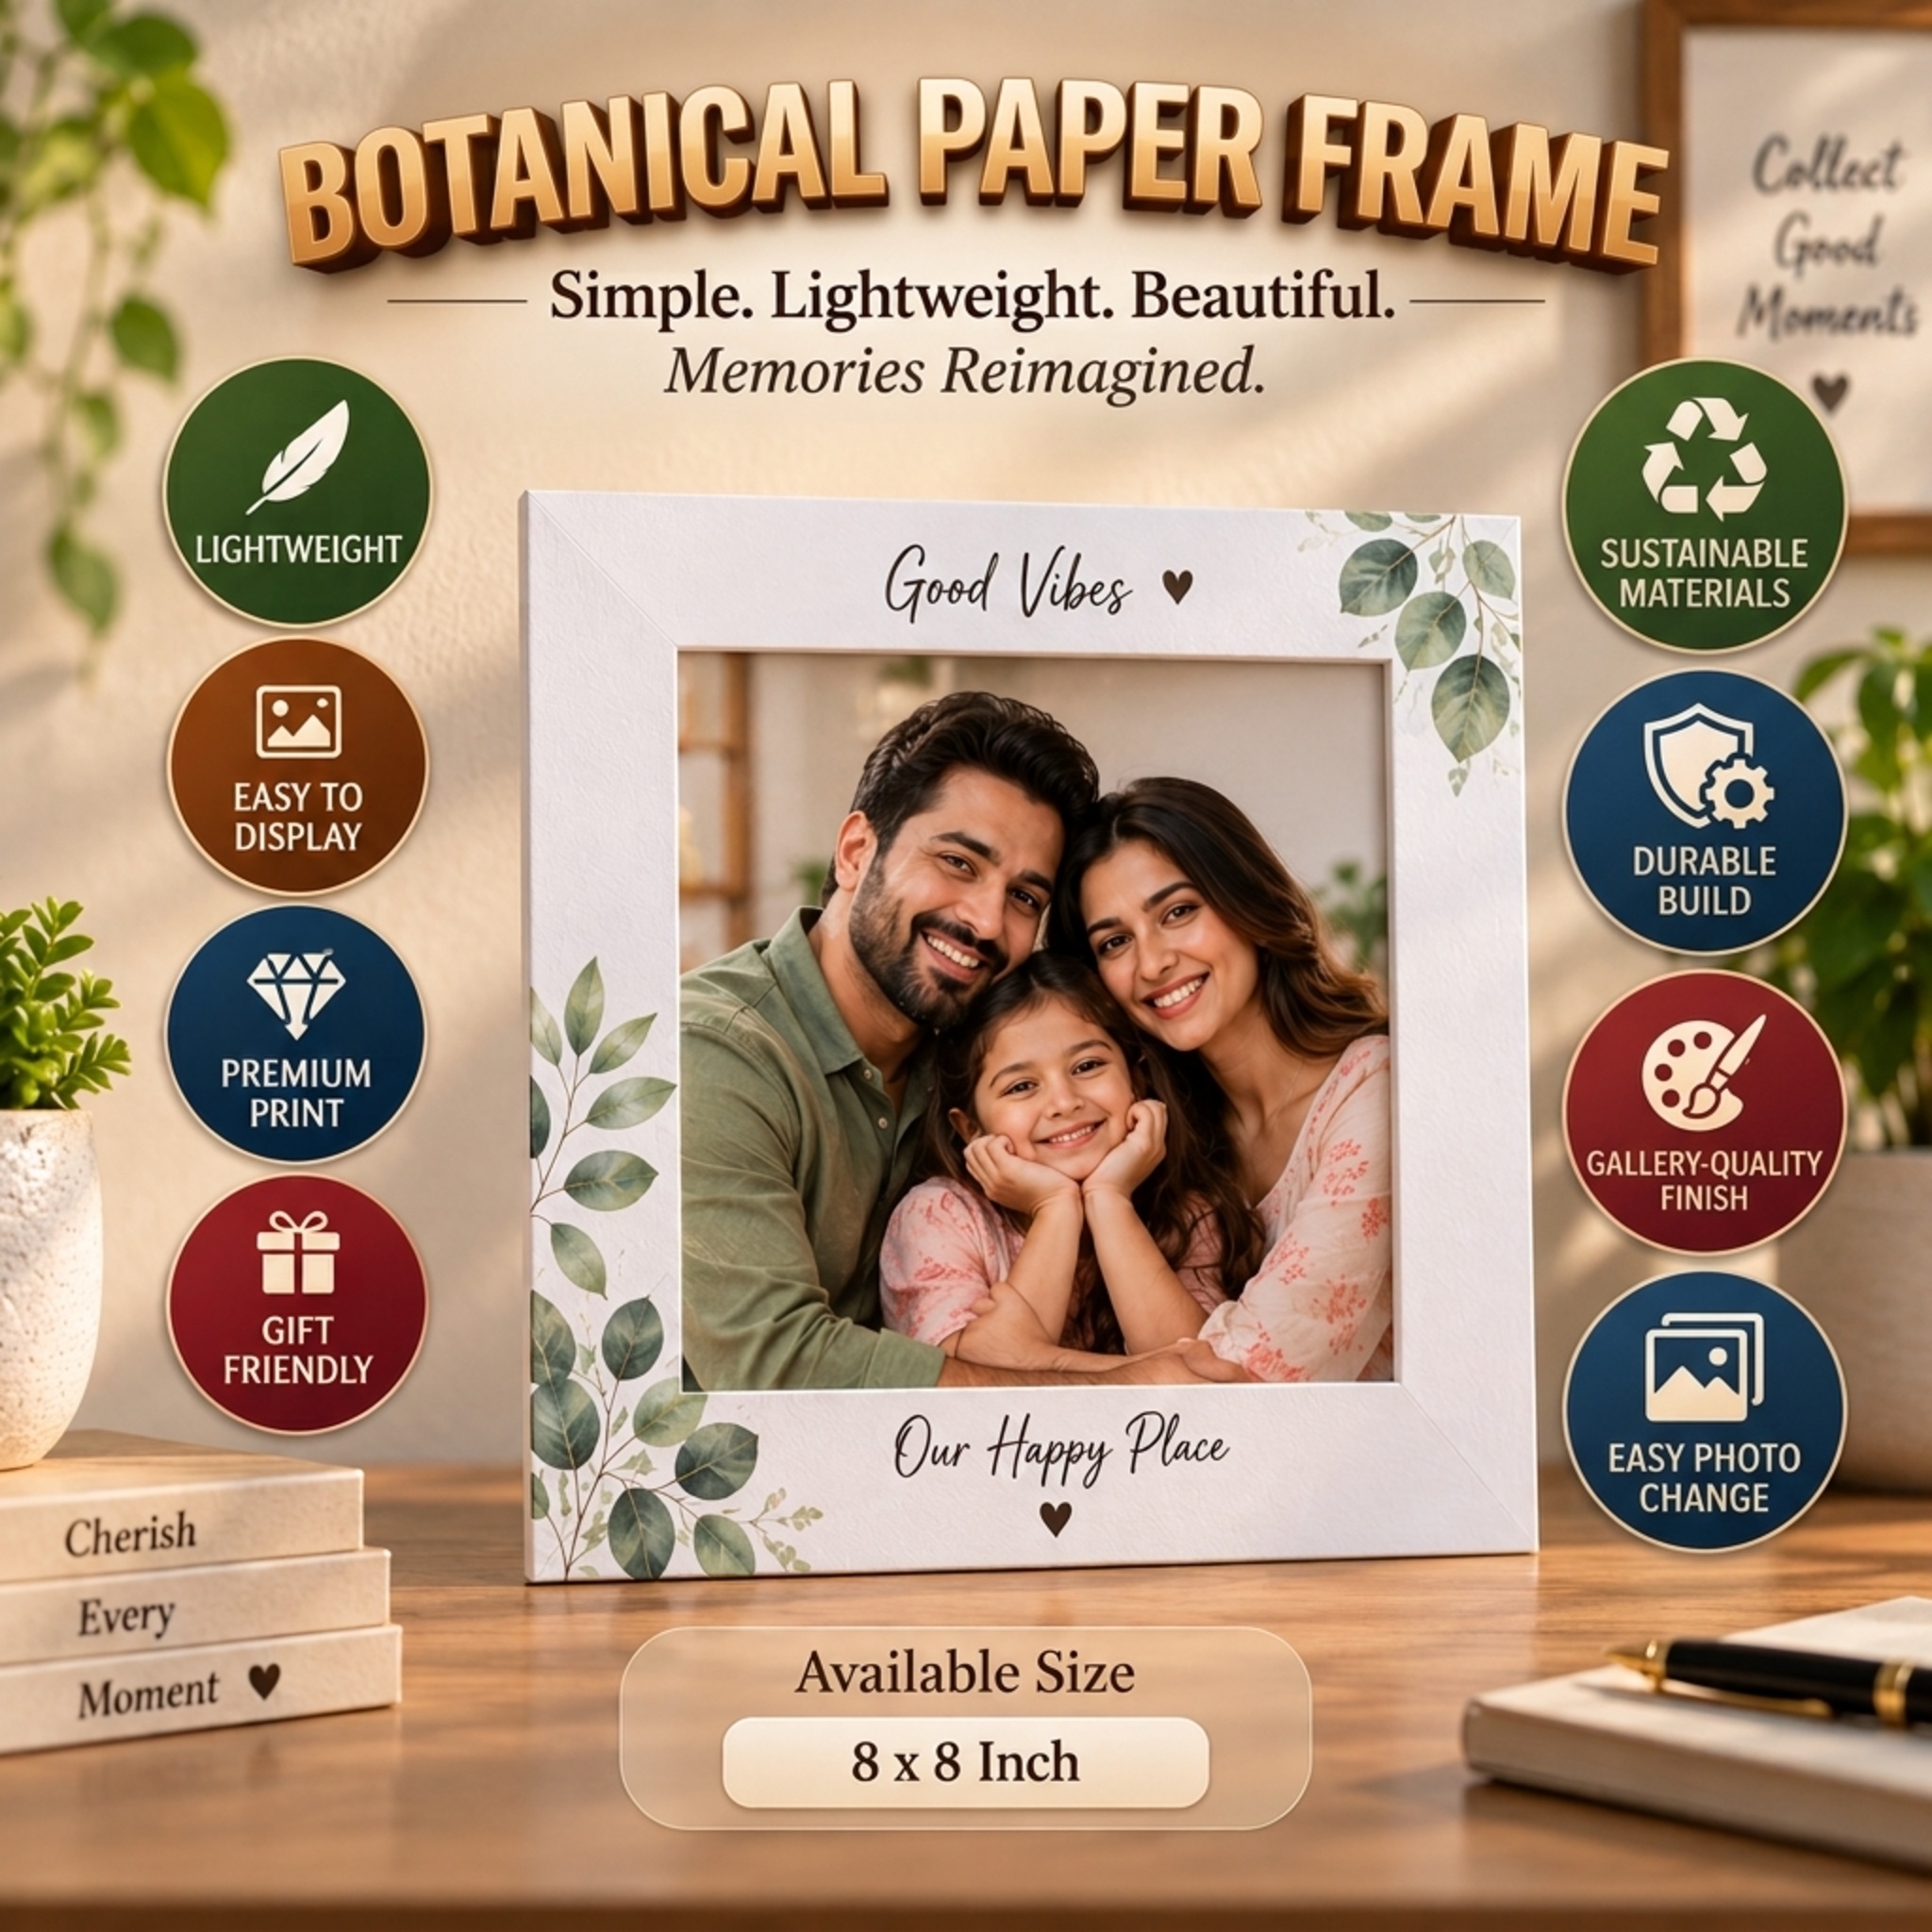 BOTANICAL PAPER FRAME
Simple. Lightweight. Beautiful.
Memories Reimagined.
Collect
Good
Moments
LIGHTWEIGHT
EASY TO
DISPLAY
PREMIUM
PRINT
GIFT
FRIENDLY
Good Vibes
Our Happy Place
SUSTAINABLE
MATERIALS
DURABLE
BUILD
GALLERY-QUALITY
FINISH
EASY PHOTO
CHANGE
Cherish
Every
Moment
Available Size
8 x 8 Inch